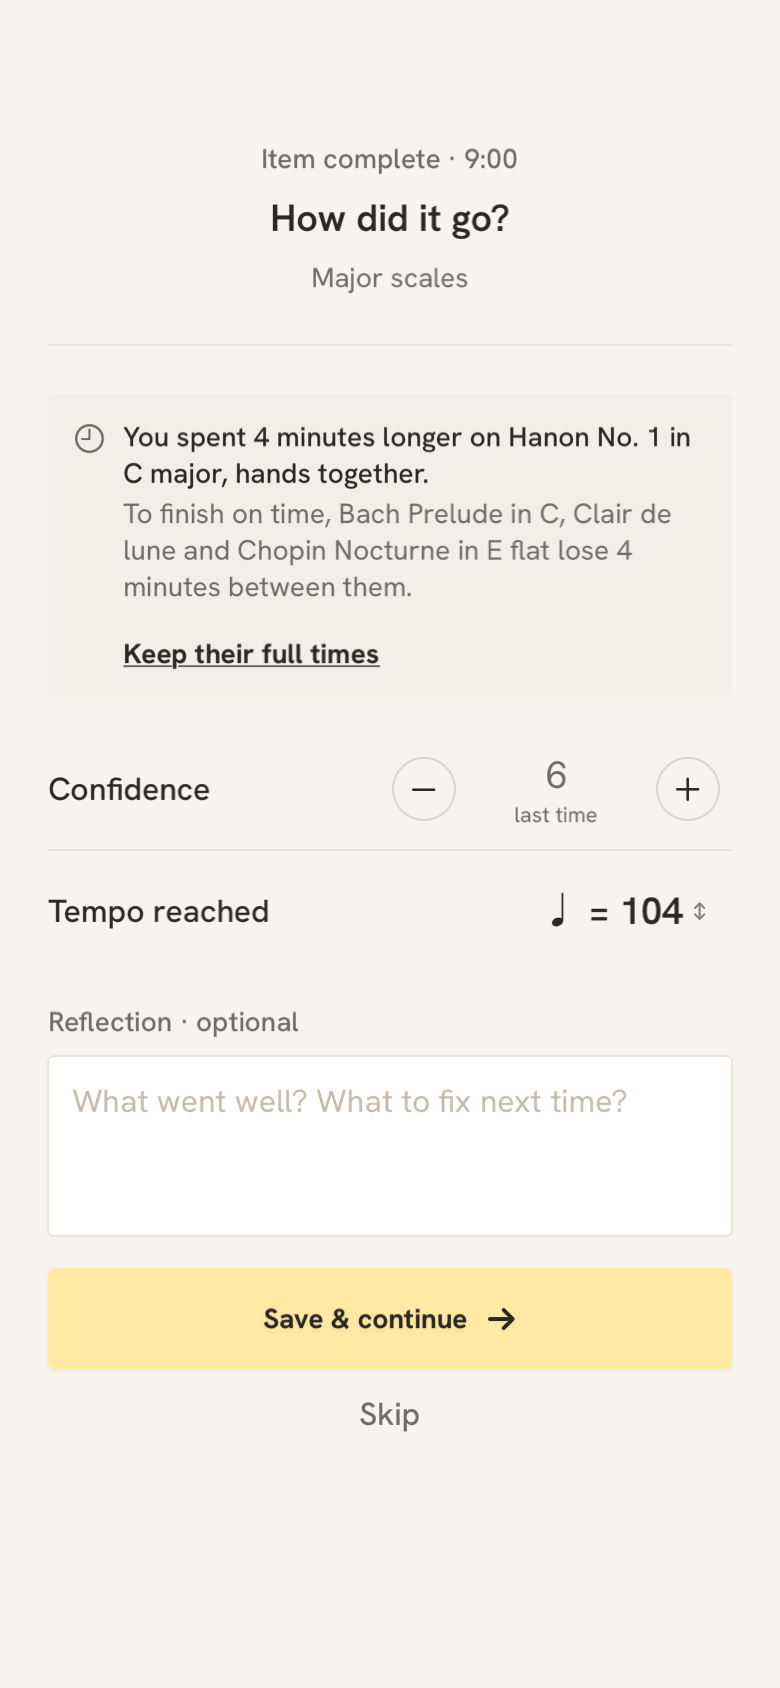 Item complete · 9:00
How did it go?
Major scales
You spent 4 minutes longer on Hanon No. 1 in
C major, hands together.
To finish on time, Bach Prelude in C, Clair de
lune and Chopin Nocturne in E flat lose 4
minutes between them.
Keep their full times
Confidence
−
6
+
last time
Tempo reached
♩ = 104
Reflection · optional
What went well? What to fix next time?
Save & continue →
Skip